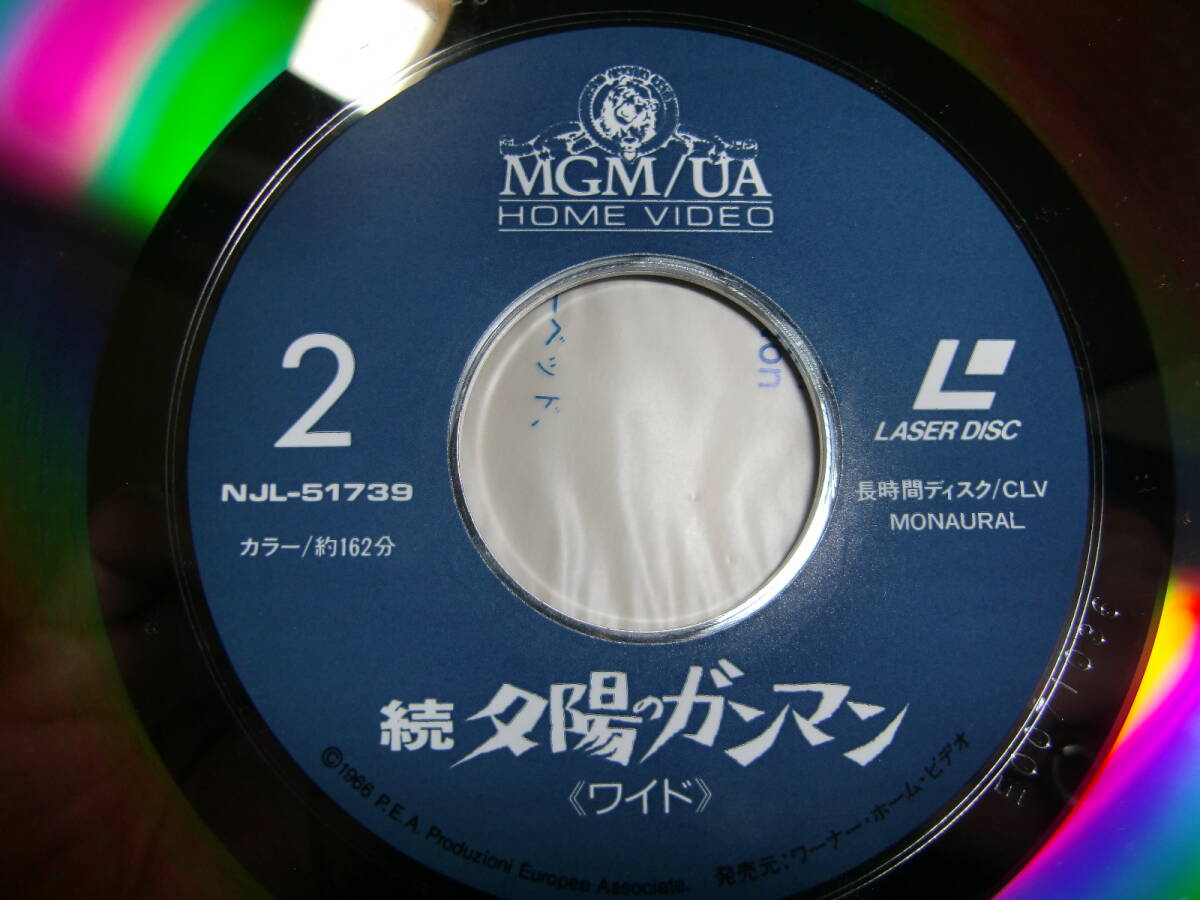 MGM/UA
HOME VIDEO
2
NJL-51739
カラー/約162分
LASER DISC
長時間ディスク/CLV
MONAURAL
続 夕陽のガンマン
《ワイド》
©1966 P.E.A. Produzioni Europee Associate.
発売元:ワーナー・ホーム・ビデオ